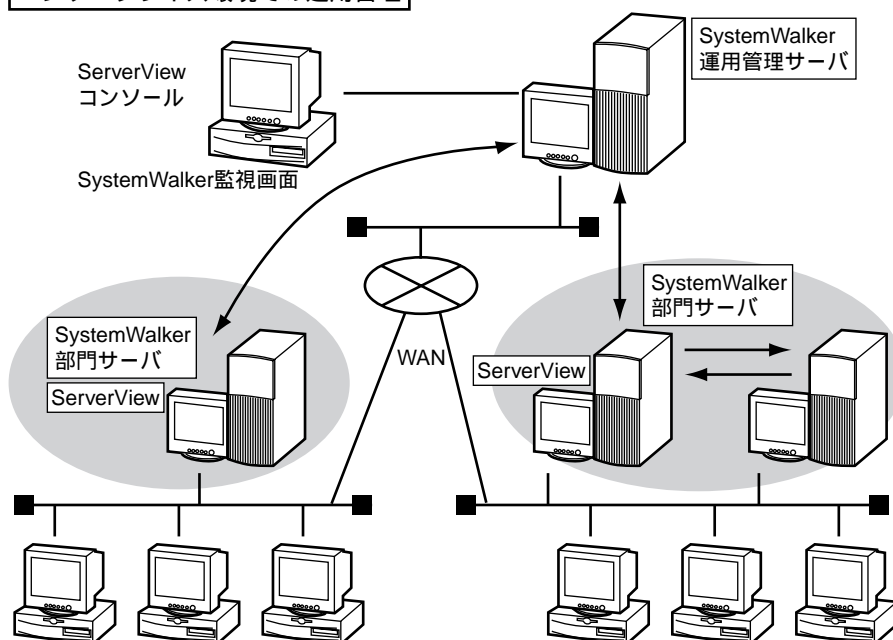 SystemWalker
運用管理サーバ
ServerView
コンソール
SystemWalker監視画面
SystemWalker
部門サーバ
SystemWalker
部門サーバ
ServerView
WAN
ServerView